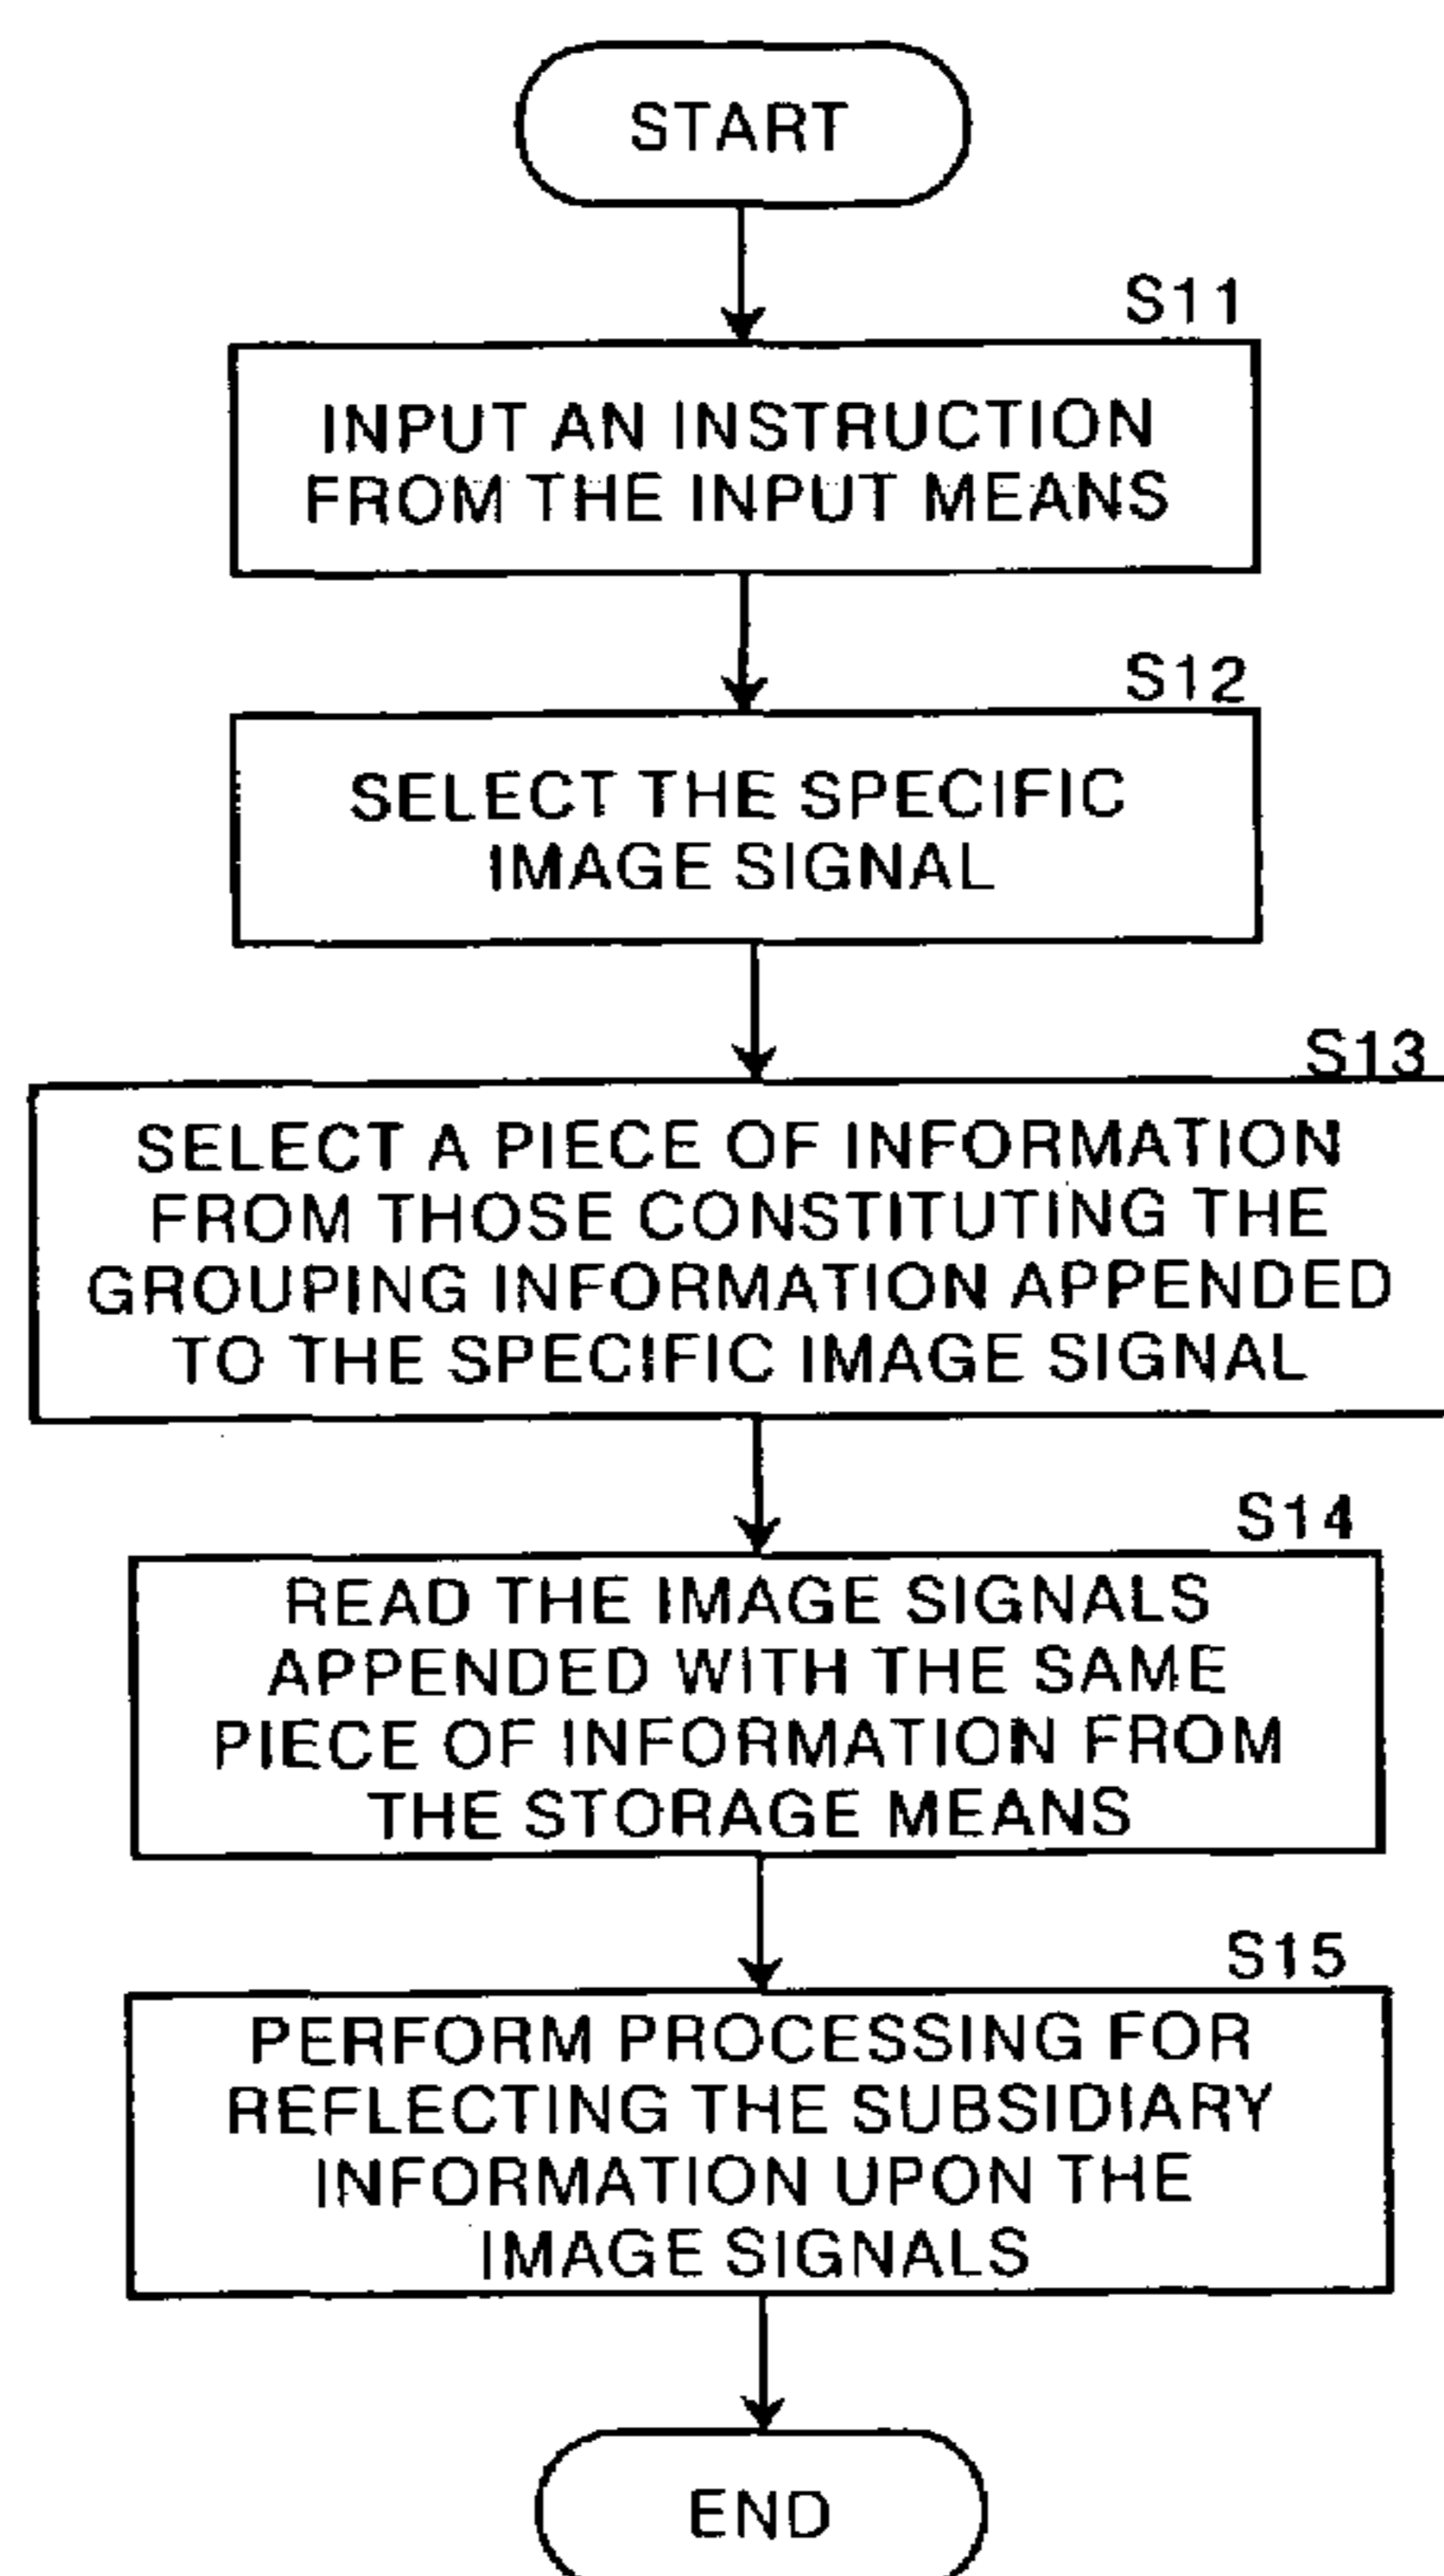 START
S11
INPUT AN INSTRUCTION
FROM THE INPUT MEANS
S12
SELECT THE SPECIFIC
IMAGE SIGNAL
S13
SELECT A PIECE OF INFORMATION
FROM THOSE CONSTITUTING THE
GROUPING INFORMATION APPENDED
TO THE SPECIFIC IMAGE SIGNAL
S14
READ THE IMAGE SIGNALS
APPENDED WITH THE SAME
PIECE OF INFORMATION FROM
THE STORAGE MEANS
S15
PERFORM PROCESSING FOR
REFLECTING THE SUBSIDIARY
INFORMATION UPON THE
IMAGE SIGNALS
END